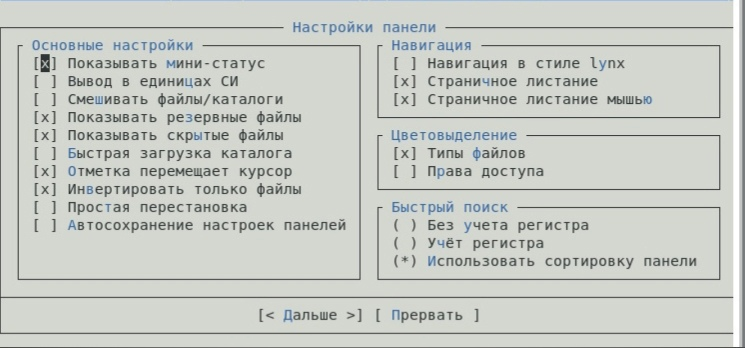 Настройки панели
Основные настройки
[x] Показывать мини-статус
[ ] Вывод в единицах СИ
[ ] Смешивать файлы/каталоги
[x] Показывать резервные файлы
[x] Показывать скрытые файлы
[ ] Быстрая загрузка каталога
[x] Отметка перемещает курсор
[x] Инвертировать только файлы
[ ] Простая перестановка
[ ] Автосохранение настроек панелей
Навигация
[ ] Навигация в стиле lynx
[x] Страничное листание
[x] Страничное листание мышью
Цветовыделение
[x] Типы файлов
[ ] Права доступа
Быстрый поиск
( ) Без учета регистра
( ) Учёт регистра
(*) Использовать сортировку панели
[< Дальше >] [ Прервать ]